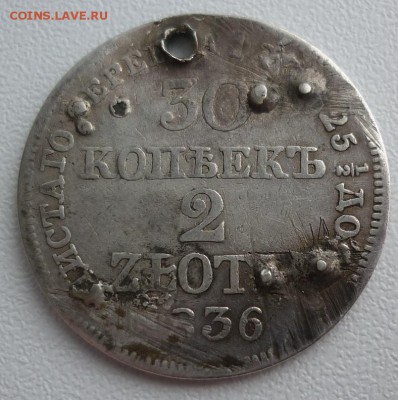 COINS.LAVE.RU
30
КОПѢЕКЪ
2
ZŁOT
836
ЧИСТАГО СЕРЕБ
25 1/2 ДО